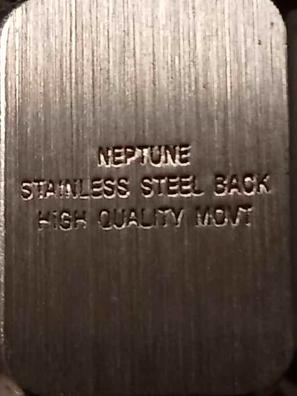 NEPTUNE
STAINLESS STEEL BACK
HIGH QUALITY MOVT